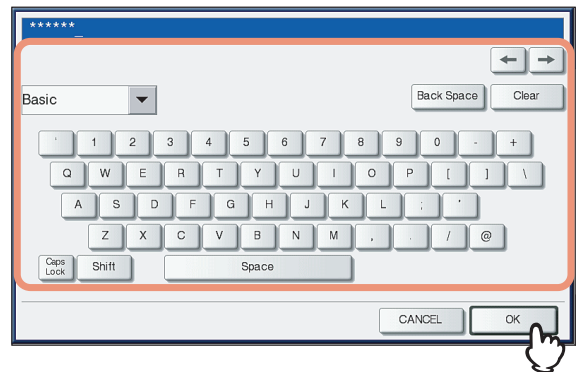 ******_
← →
Basic Back Space Clear
` 1 2 3 4 5 6 7 8 9 0 - +
Q W E R T Y U I O P [ ] \
A S D F G H J K L ; '
Z X C V B N M , . / @
Caps Lock Shift Space
CANCEL OK